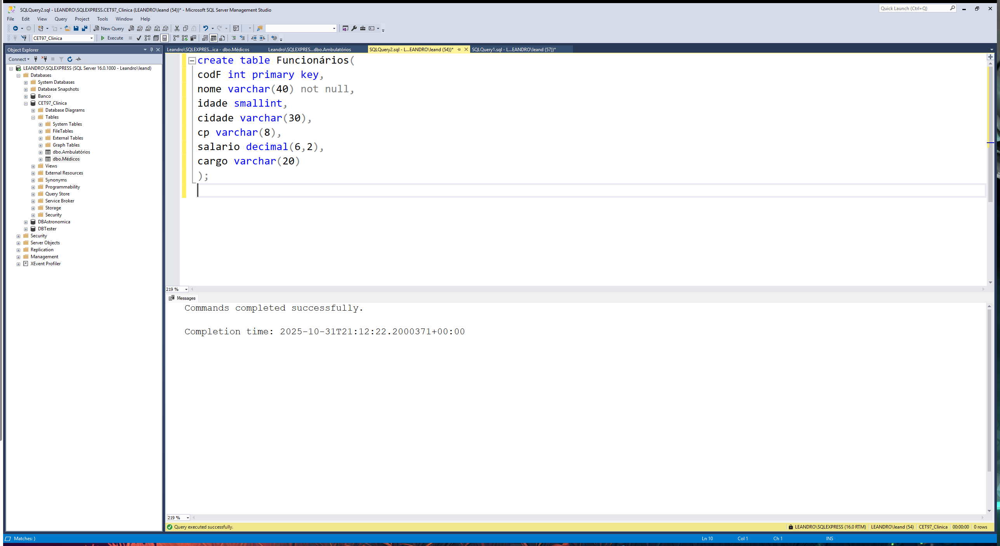 SQLQuery2.sql - LEANDRO\SQLEXPRESS.CET97_Clinica (LEANDRO\leand (54))* - Microsoft SQL Server Management Studio
Quick Launch (Ctrl+Q)
File Edit View Query Project Tools Window Help
New Query
CET97_Clinica
Execute
Object Explorer
Connect
LEANDRO\SQLEXPRESS (SQL Server 16.0.1000 - Leandro\leand)
Databases
System Databases
Database Snapshots
Banco
CET97_Clinica
Database Diagrams
Tables
System Tables
FileTables
External Tables
Graph Tables
dbo.Ambulatórios
dbo.Médicos
Views
External Resources
Synonyms
Programmability
Query Store
Service Broker
Storage
Security
DBAstronomica
DBTester
Security
Server Objects
Replication
Management
XEvent Profiler
Leandro\SQLEXPRES...ica - dbo.Médicos
Leandro\SQLEXPRES...dbo.Ambulatórios
SQLQuery2.sql - L...EANDRO\leand (54))*
SQLQuery1.sql - L...EANDRO\leand (57))*
create table Funcionários(
codF int primary key,
nome varchar(40) not null,
idade smallint,
cidade varchar(30),
cp varchar(8),
salario decimal(6,2),
cargo varchar(20)
);
219 %
Messages
Commands completed successfully.
Completion time: 2025-10-31T21:12:22.2000371+00:00
219 %
Query executed successfully.
LEANDRO\SQLEXPRESS (16.0 RTM) LEANDRO\leand (54) CET97_Clinica 00:00:00 0 rows
Matches: )
Ln 10 Col 1 Ch 1 INS